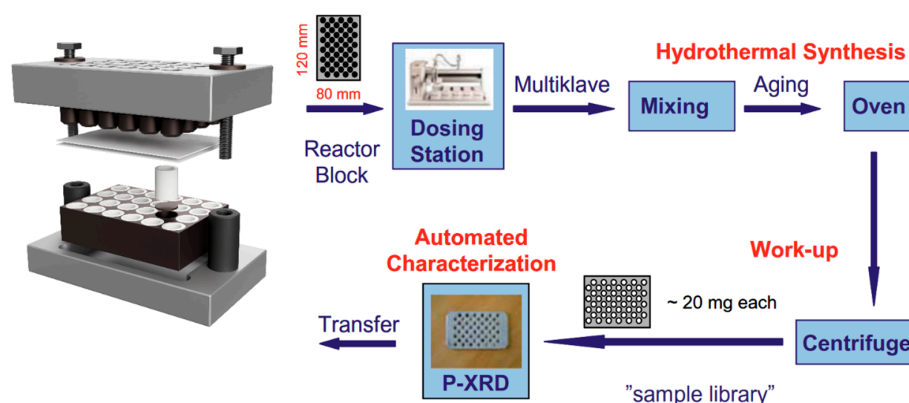 120 mm
80 mm
Reactor
Block
Dosing
Station
Multiklave
Hydrothermal Synthesis
Mixing
Aging
Oven
Work-up
Centrifuge
~ 20 mg each
"sample library"
Automated
Characterization
P-XRD
Transfer